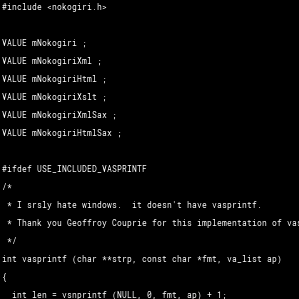 #include <nokogiri.h>
VALUE mNokogiri ;
VALUE mNokogiriXml ;
VALUE mNokogiriHtml ;
VALUE mNokogiriXslt ;
VALUE mNokogiriXmlSax ;
VALUE mNokogiriHtmlSax ;
#ifdef USE_INCLUDED_VASPRINTF
/*
* I srsly hate windows.  it doesn't have vasprintf.
* Thank you Geoffroy Couprie for this implementation of
*/
int vasprintf (char **strp, const char *fmt, va_list ap)
{
int len = vsnprintf (NULL, 0, fmt, ap) + 1;